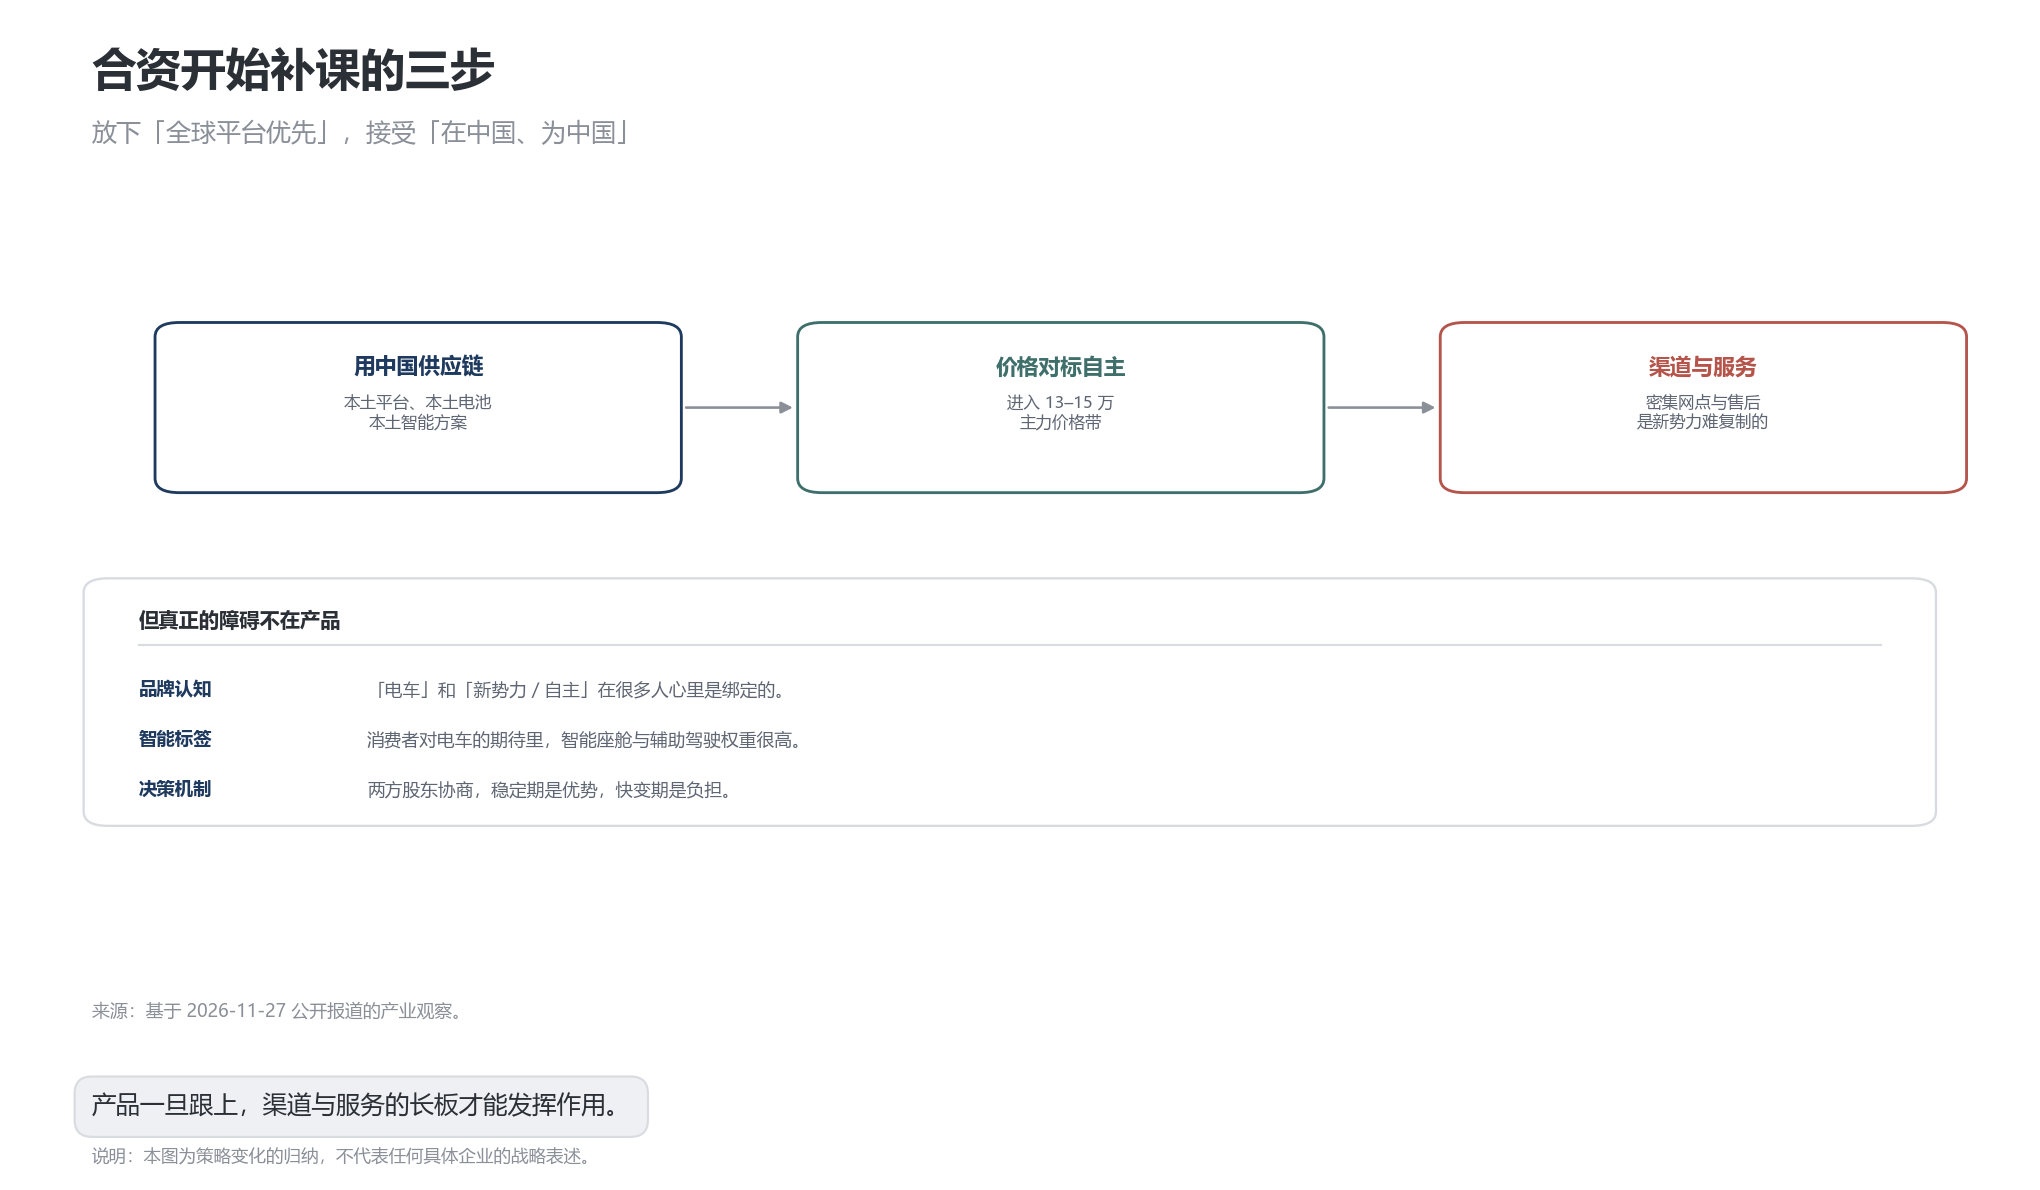 合资开始补课的三步
放下「全球平台优先」，接受「在中国、为中国」
用中国供应链
本土平台、本土电池
本土智能方案
价格对标自主
进入 13–15 万
主力价格带
渠道与服务
密集网点与售后
是新势力难复制的
但真正的障碍不在产品
品牌认知 「电车」和「新势力 / 自主」在很多人心里是绑定的。
智能标签 消费者对电车的期待里，智能座舱与辅助驾驶权重很高。
决策机制 两方股东协商，稳定期是优势，快变期是负担。
来源：基于 2026-11-27 公开报道的产业观察。
产品一旦跟上，渠道与服务的长板才能发挥作用。
说明：本图为策略变化的归纳，不代表任何具体企业的战略表述。